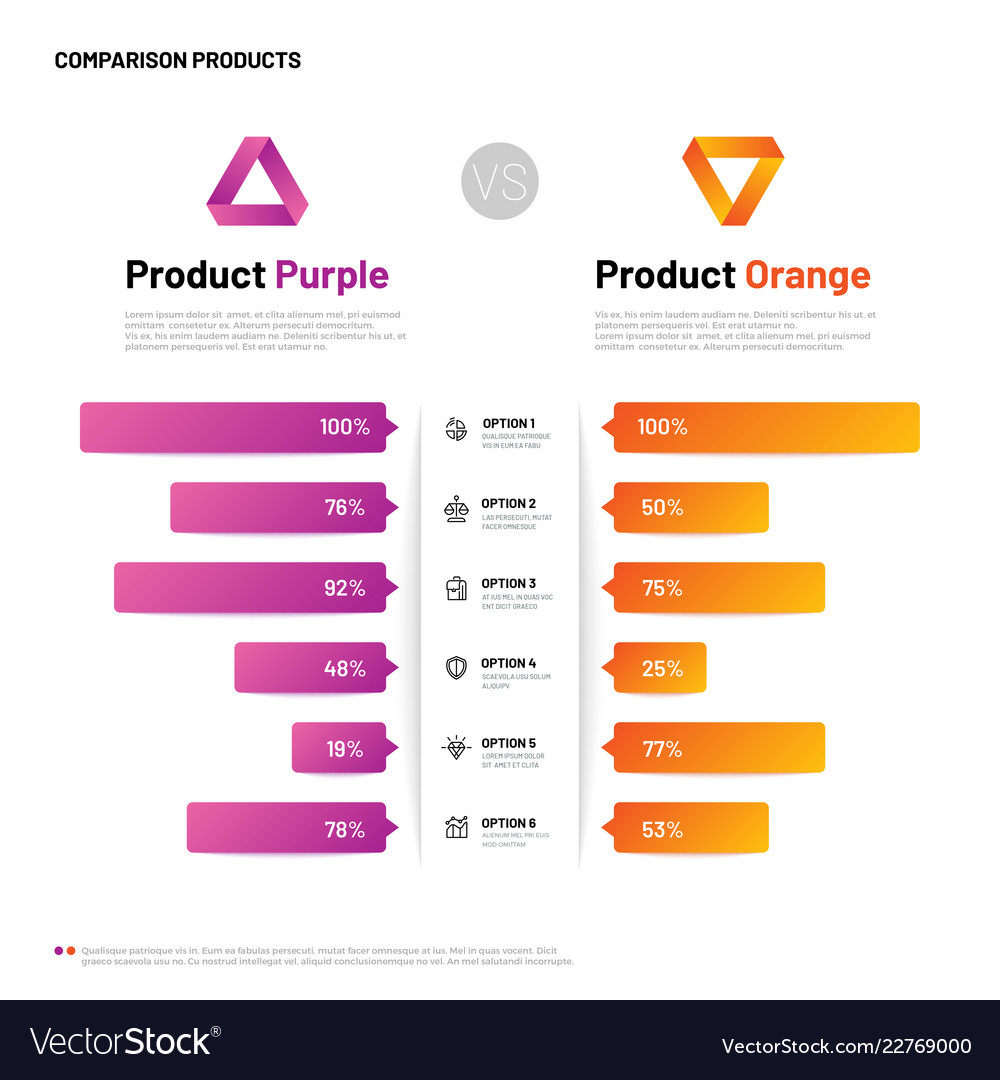 COMPARISON PRODUCTS
VS
Product Purple
Lorem ipsum dolor sit amet, et clita alienum mel, pri euismod
omittam consetetur ex. Alterum persecuti democritum.
Vis ex, his enim laudem audiam ne. Deleniti scribentur his ut, et
platonem persequeris vel. Est erat utamur no.
Product Orange
Vis ex, his enim laudem audiam ne. Deleniti scribentur his ut, et
platonem persequeris vel. Est erat utamur no.
Lorem ipsum dolor sit amet, et clita alienum mel, pri euismod
omittam consetetur ex. Alterum persecuti democritum.
100%
OPTION 1
QUALISQUE PATRIOQUE
VIS IN EUM EA FABU
100%
76%
OPTION 2
LAS PERSECUTI, MUTAT
FACER OMNESQUE
50%
92%
OPTION 3
AT IUS MEL IN QUAS VOC
ENT DICIT GRAECO
75%
48%
OPTION 4
SCAEVOLA USU SOLUM
ALIQUIPV
25%
19%
OPTION 5
LOREM IPSUM DOLOR
SIT AMET ET CLITA
77%
78%
OPTION 6
ALIENUM MEL PRI EUIS
MOD OMITTAM
53%
Qualisque patrioque vis in. Eum ea fabulas persecuti, mutat facer omnesque at ius. Mel in quas vocent. Dicit
graeco scaevola usu no. Cu nostrud intellegat vel, aliquid conclusionemque no vel. An mel salutandi incorrupte.
VectorStock®
VectorStock.com/22769000